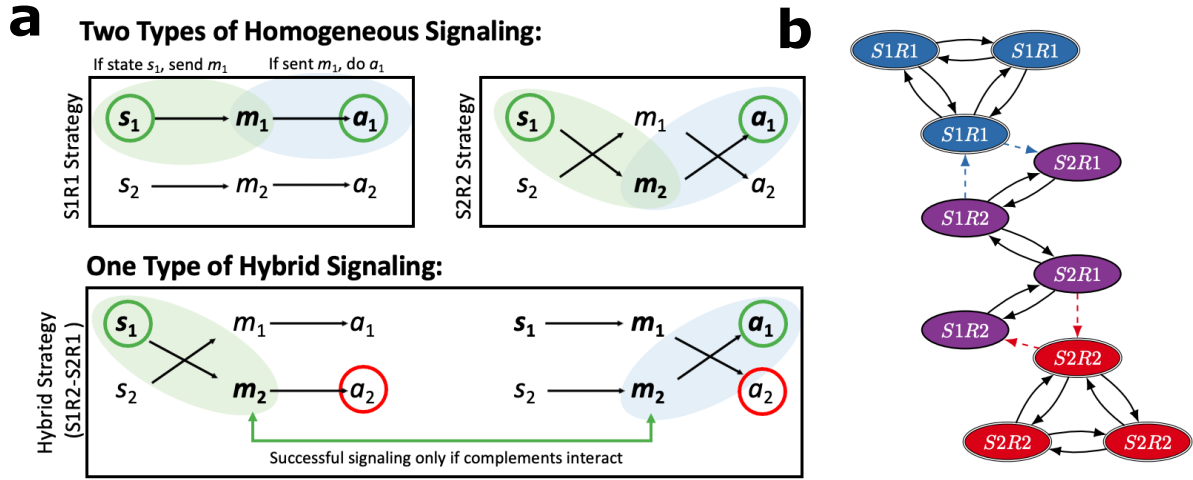 a
Two Types of Homogeneous Signaling:
If state s1, send m1
If sent m1, do a1
S1R1 Strategy
s1 m1 a1
s2 m2 a2
S2R2 Strategy
s1 m1 a1
s2 m2 a2
One Type of Hybrid Signaling:
Hybrid Strategy
(S1R2-S2R1 )
s1 m1 a1 s1 m1 a1
s2 m2 a2 s2 m2 a2
Successful signaling only if complements interact
b
S1R1 S1R1
S1R1
S2R1
S1R2
S2R1
S1R2
S2R2
S2R2 S2R2